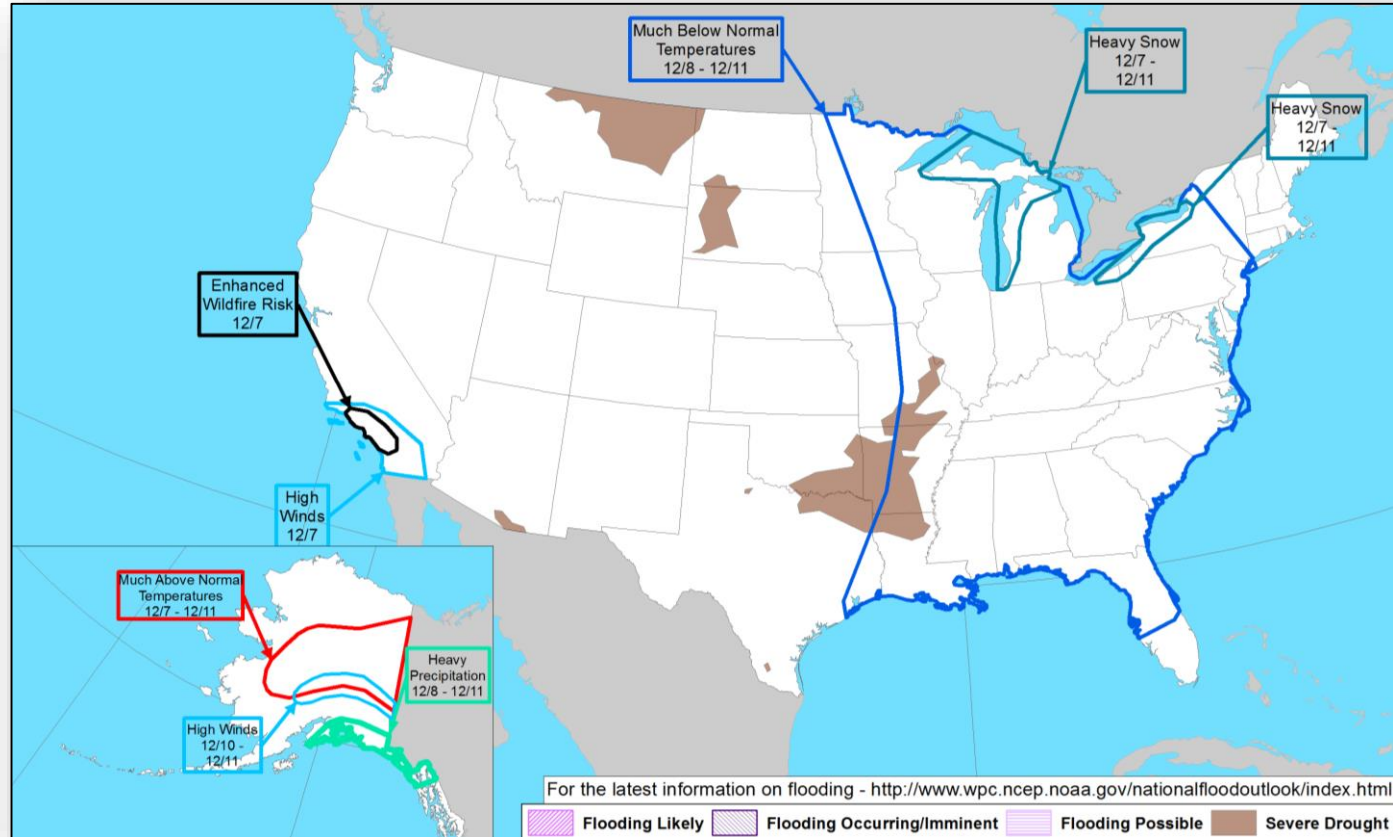 Much Below Normal
Temperatures
12/8 - 12/11
Heavy Snow
12/7 -
12/11
Heavy Snow
12/7 -
12/11
Enhanced
Wildfire Risk
12/7
High
Winds
12/7
Much Above Normal
Temperatures
12/7 - 12/11
Heavy
Precipitation
12/8 - 12/11
High Winds
12/10 -
12/11
For the latest information on flooding - http://www.wpc.ncep.noaa.gov/nationalfloodoutlook/index.html
Flooding Likely Flooding Occurring/Imminent Flooding Possible Severe Drought